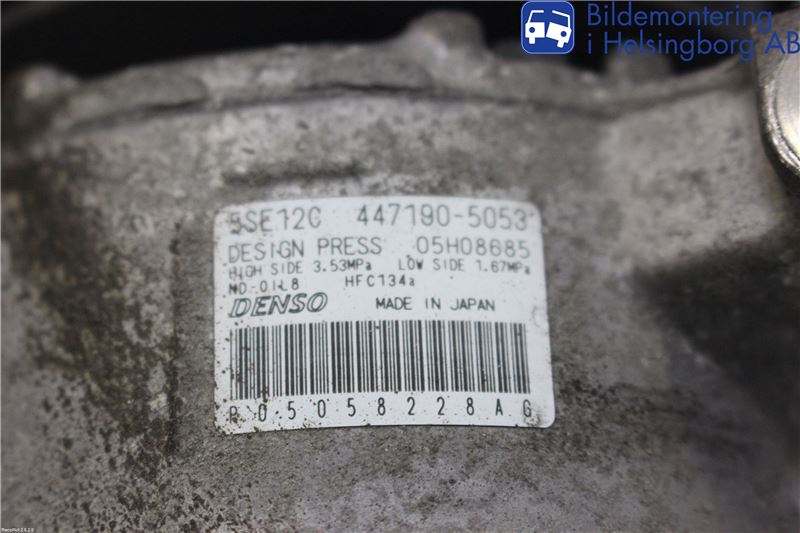 Bildemontering
i Helsingborg AB
5SE12C 447190-5053
DESIGN PRESS 05H08685
HIGH SIDE 3.53MPa LOW SIDE 1.67MPa
ND-OIL8 HFC134a
DENSO MADE IN JAPAN
P05058228AG